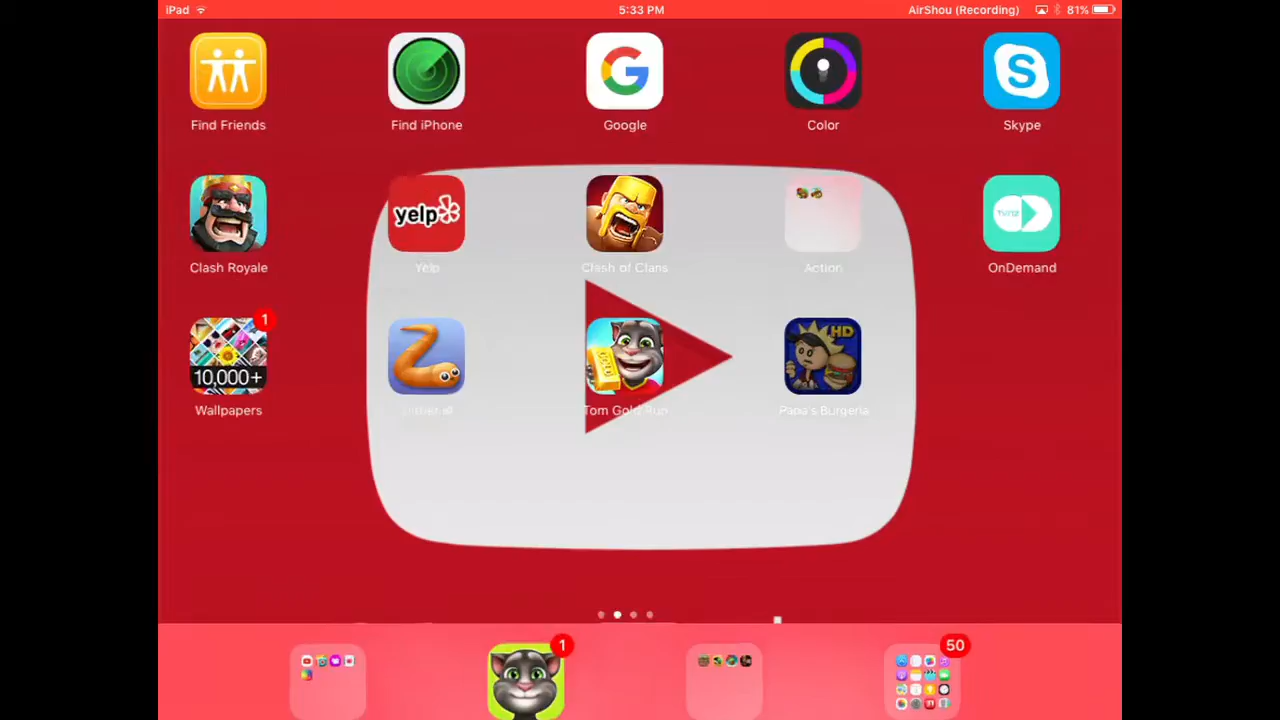 iPad 5:33 PM AirShou (Recording) 81%
Find Friends Find iPhone Google Color Skype
yelp
Clash Royale Yelp Clash of Clans Action OnDemand
1
HD
10,000+
Wallpapers Tom Gold Run Papa's Burgeria
1 50